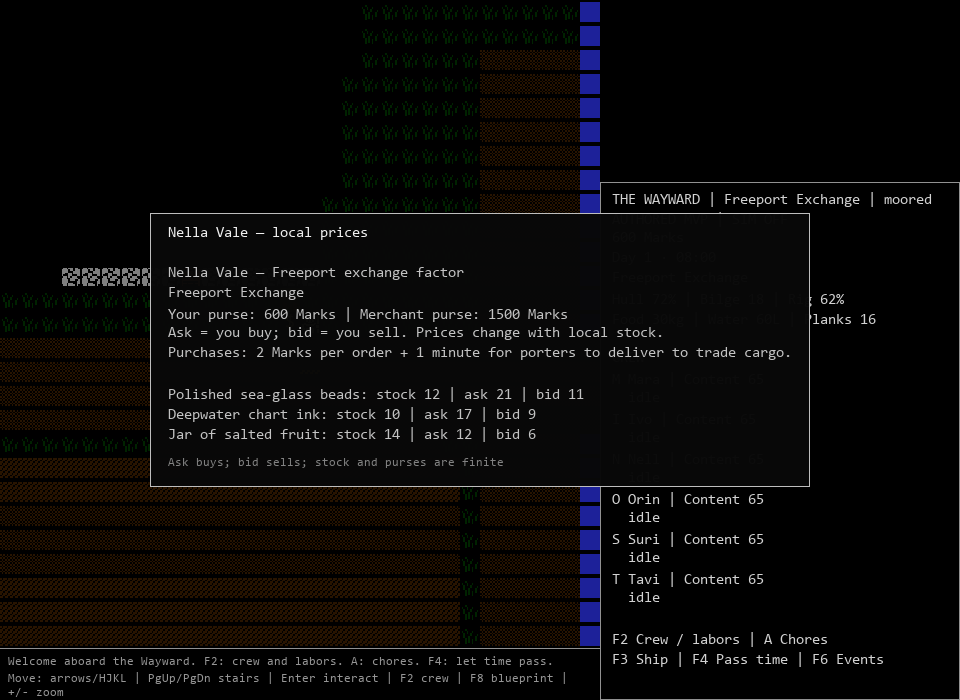 THE WAYWARD | Freeport Exchange | moored
Nella Vale — local prices
Nella Vale — Freeport exchange factor
Freeport Exchange
Your purse: 600 Marks | Merchant purse: 1500 Marks
Ask = you buy; bid = you sell. Prices change with local stock.
Purchases: 2 Marks per order + 1 minute for porters to deliver to trade cargo.
Polished sea-glass beads: stock 12 | ask 21 | bid 11
Deepwater chart ink: stock 10 | ask 17 | bid 9
Jar of salted fruit: stock 14 | ask 12 | bid 6
Ask buys; bid sells; stock and purses are finite
62%
Planks 16
O Orin | Content 65
idle
S Suri | Content 65
idle
T Tavi | Content 65
idle
F2 Crew / labors | A Chores
F3 Ship | F4 Pass time | F6 Events
Welcome aboard the Wayward. F2: crew and labors. A: chores. F4: let time pass.
Move: arrows/HJKL | PgUp/PgDn stairs | Enter interact | F2 crew | F8 blueprint |
+/- zoom